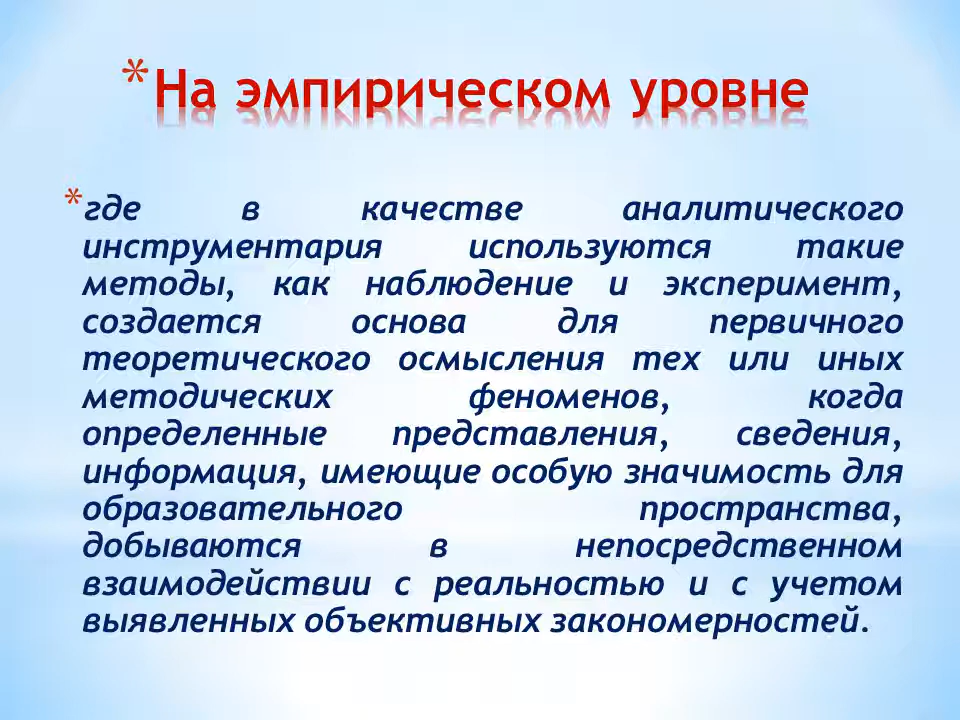 * На эмпирическом уровне
* где в качестве аналитического
инструментария используются такие
методы, как наблюдение и эксперимент,
создается основа для первичного
теоретического осмысления тех или иных
методических феноменов, когда
определенные представления, сведения,
информация, имеющие особую значимость для
образовательного пространства,
добываются в непосредственном
взаимодействии с реальностью и с учетом
выявленных объективных закономерностей.